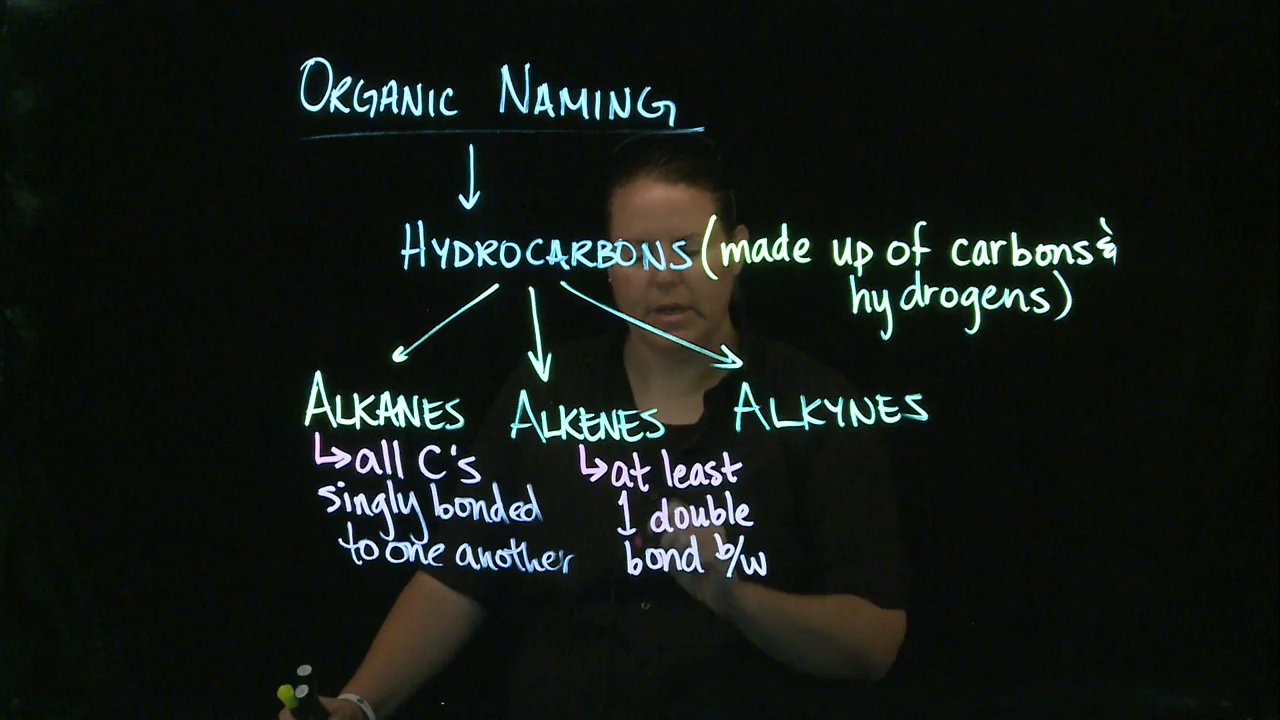 ORGANIC NAMING
HYDROCARBONS (made up of carbons &
hydrogens)
ALKANES ALKENES ALKYNES
↳all C's
singly bonded
to one another
↳at least
1 double
bond b/w